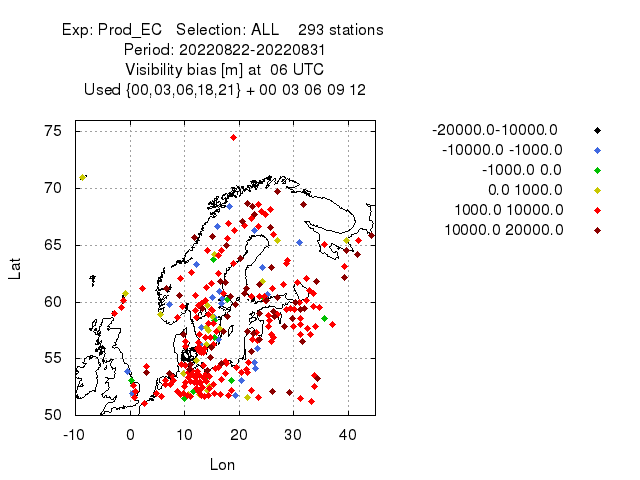 Exp: Prod_EC   Selection: ALL    293 stations
Period: 20220822-20220831
Visibility bias [m] at  06 UTC
Used {00,03,06,18,21} + 00 03 06 09 12
-20000.0-10000.0
-10000.0 -1000.0
-1000.0 0.0
0.0 1000.0
1000.0 10000.0
10000.0 20000.0
75
70
65
60
55
50
Lat
-10 0 10 20 30 40
Lon